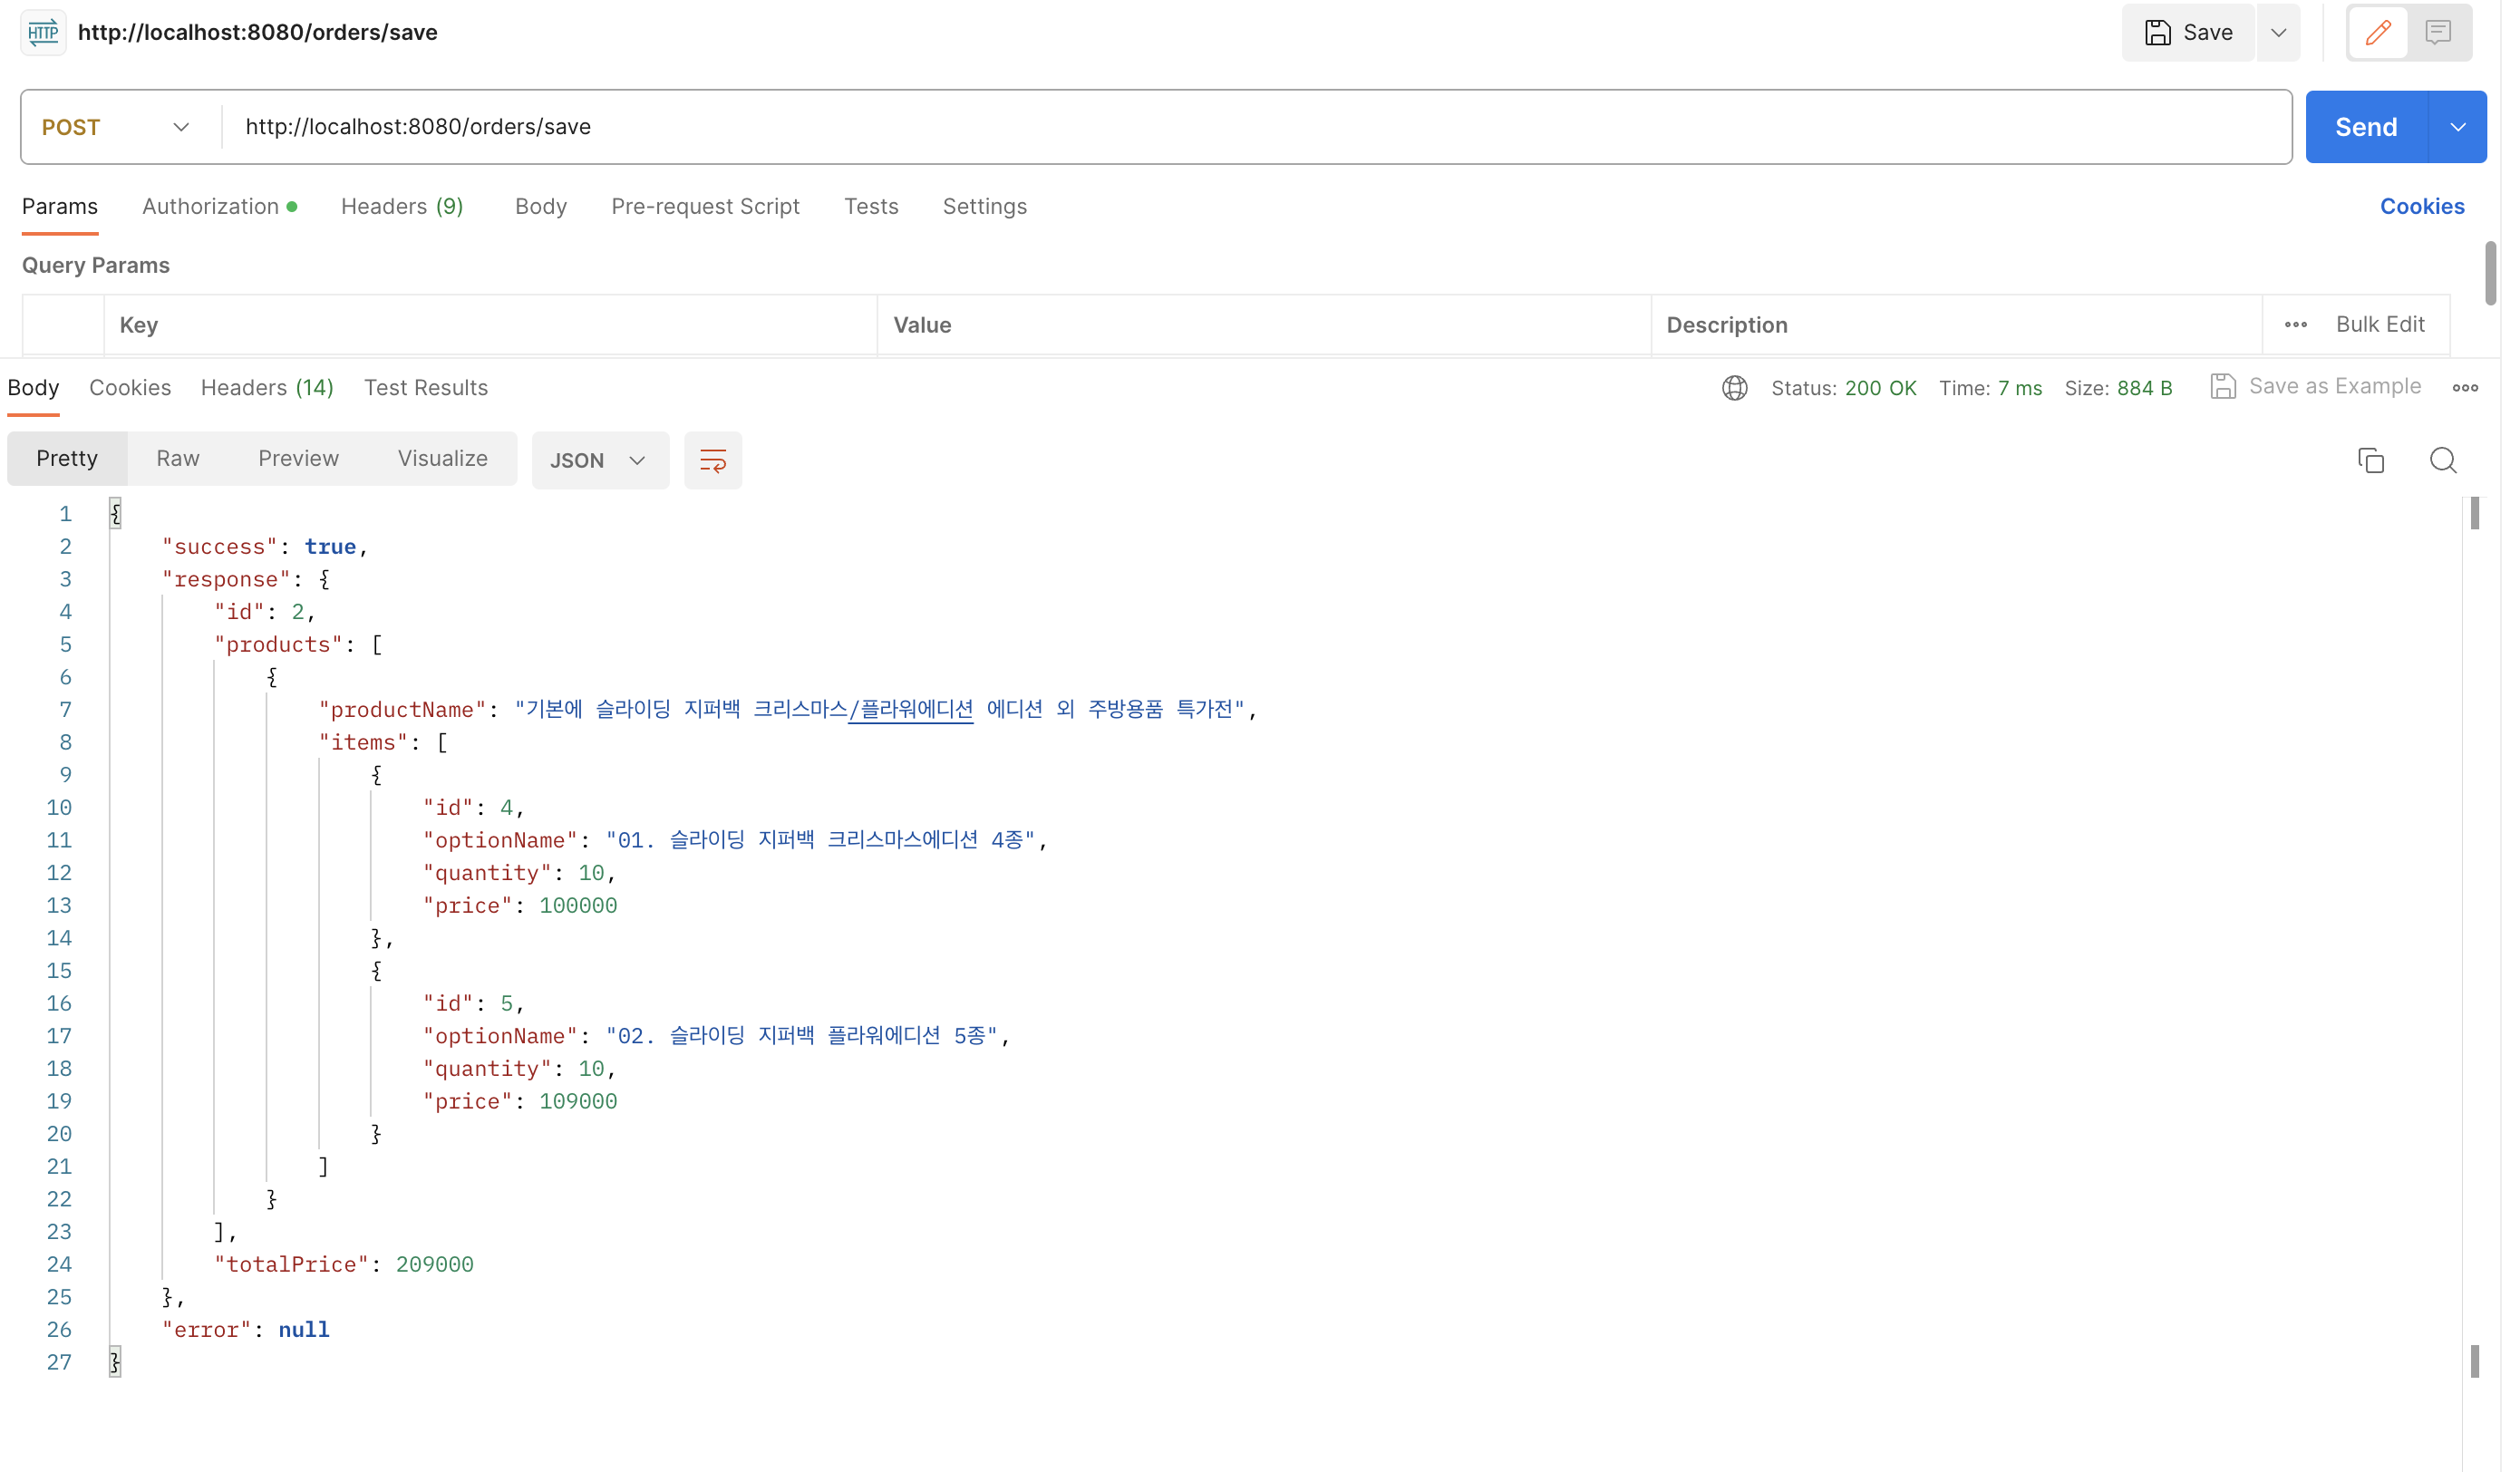 HTTP http://localhost:8080/orders/save Save
POST http://localhost:8080/orders/save Send
Params Authorization Headers (9) Body Pre-request Script Tests Settings Cookies
Query Params
Key Value Description Bulk Edit
Body Cookies Headers (14) Test Results Status: 200 OK Time: 7 ms Size: 884 B Save as Example
Pretty Raw Preview Visualize JSON
1 {
2 "success": true,
3 "response": {
4 "id": 2,
5 "products": [
6 {
7 "productName": "기본에 슬라이딩 지퍼백 크리스마스/플라워에디션 에디션 외 주방용품 특가전",
8 "items": [
9 {
10 "id": 4,
11 "optionName": "01. 슬라이딩 지퍼백 크리스마스에디션 4종",
12 "quantity": 10,
13 "price": 100000
14 },
15 {
16 "id": 5,
17 "optionName": "02. 슬라이딩 지퍼백 플라워에디션 5종",
18 "quantity": 10,
19 "price": 109000
20 }
21 ]
22 }
23 ],
24 "totalPrice": 209000
25 },
26 "error": null
27 }